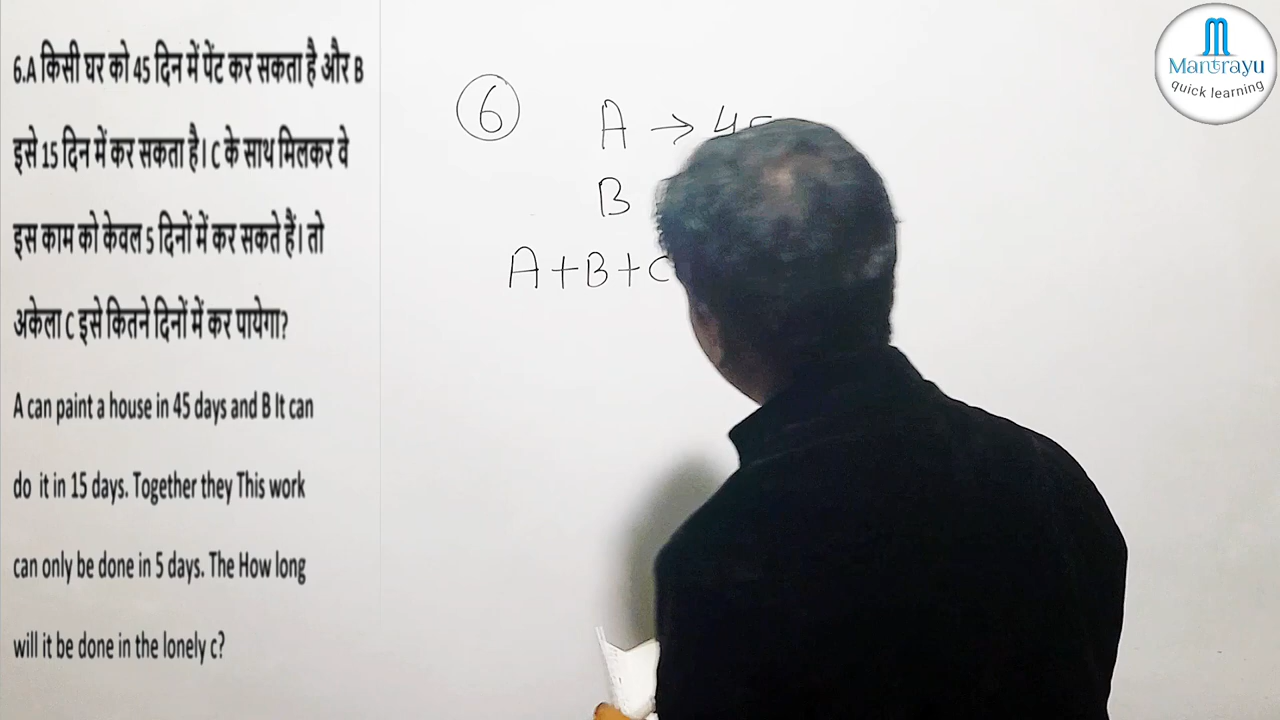 6.A किसी घर को 45 दिन में पेंट कर सकता है और B
इसे 15 दिन में कर सकता है। C के साथ मिलकर वे
इस काम को केवल 5 दिनों में कर सकते हैं। तो
अकेला C इसे कितने दिनों में कर पायेगा?
A can paint a house in 45 days and B It can
do it in 15 days. Together they This work
can only be done in 5 days. The How long
will it be done in the lonely c?
6 A → 45
B
A+B+C
Mantrayu
quick learning